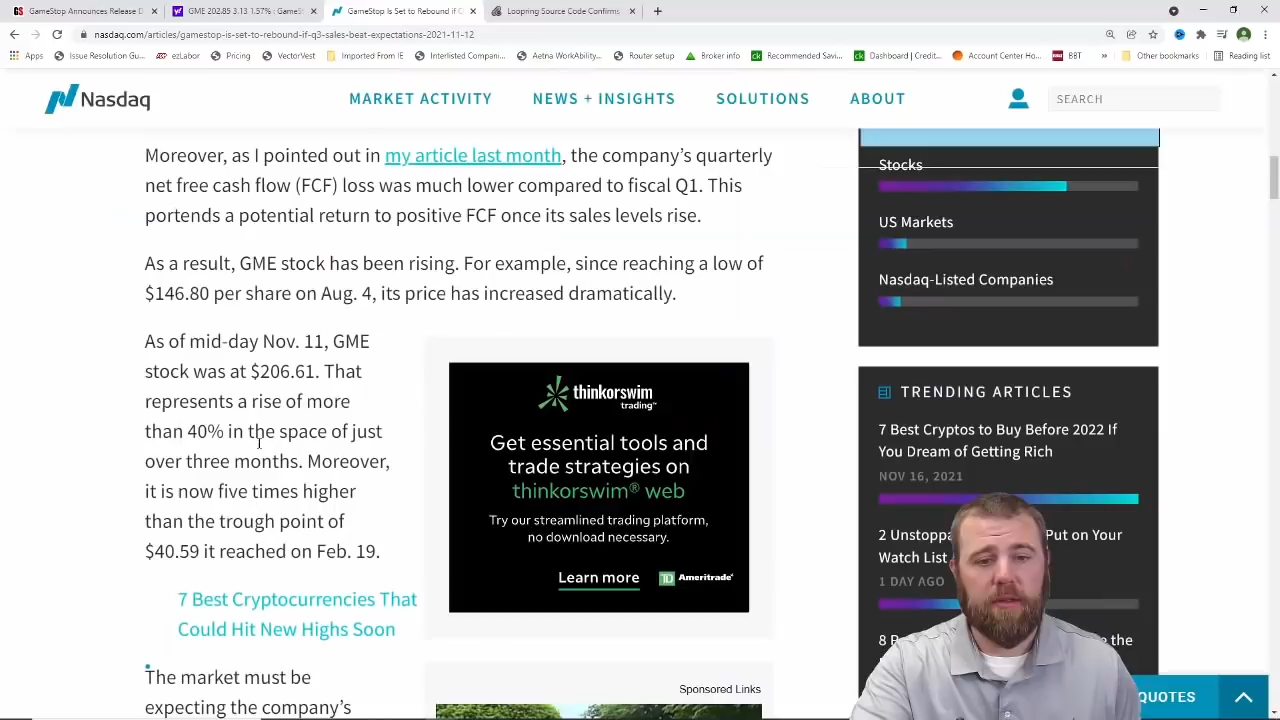 GameStop Announces Release D
GME 202.85 3.13 1.57% GamesSt
GameStop Is Set to Rebound if C
Loopring Source Code Confirms
nasdaq.com/articles/gamestop-is-set-to-rebound-if-q3-sales-beat-expectations-2021-11-12
Apps
Issue Resolution Gu...
ezLabor
Pricing
VectorVest
Imported From IE
Interlisted Compani...
Aetna WorkAbility...
Router setup
Broker info
Recommended Savi...
Dashboard | Credit...
Account Center Ho...
BBT
Other bookmarks
Reading list
Nasdaq
MARKET ACTIVITY
NEWS + INSIGHTS
SOLUTIONS
ABOUT
SEARCH
Moreover, as I pointed out in my article last month, the company's quarterly
net free cash flow (FCF) loss was much lower compared to fiscal Q1. This
portends a potential return to positive FCF once its sales levels rise.
As a result, GME stock has been rising. For example, since reaching a low of
$146.80 per share on Aug. 4, its price has increased dramatically.
As of mid-day Nov. 11, GME
stock was at $206.61. That
represents a rise of more
than 40% in the space of just
over three months. Moreover,
it is now five times higher
than the trough point of
$40.59 it reached on Feb. 19.
7 Best Cryptocurrencies That
Could Hit New Highs Soon
The market must be
expecting the company's
thinkorswim
trading™
Get essential tools and
trade strategies on
thinkorswim® web
Try our streamlined trading platform,
no download necessary.
Learn more
TD Ameritrade
Sponsored Links
Stocks
US Markets
Nasdaq-Listed Companies
TRENDING ARTICLES
7 Best Cryptos to Buy Before 2022 If
You Dream of Getting Rich
NOV 16, 2021
2 Put on Your
Watch List
1 DAY AGO
8 the
QUOTES